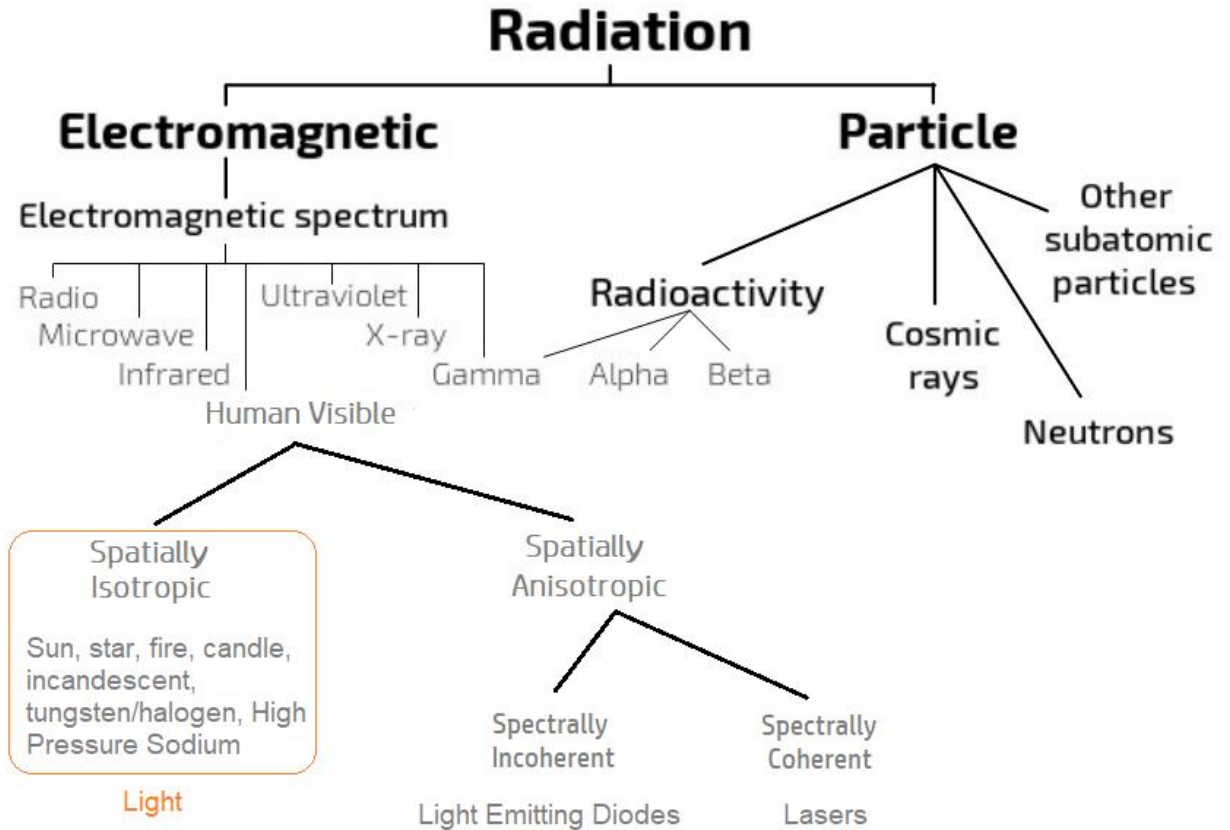 Radiation
Electromagnetic
Particle
Electromagnetic spectrum
Other
subatomic
particles
Radio
Microwave
Infrared
Human Visible
Ultraviolet
X-ray
Gamma
Radioactivity
Alpha
Beta
Cosmic
rays
Neutrons
Spatially
Isotropic
Sun, star, fire, candle,
incandescent,
tungsten/halogen, High
Pressure Sodium
Light
Spatially
Anisotropic
Spectrally
Incoherent
Light Emitting Diodes
Spectrally
Coherent
Lasers